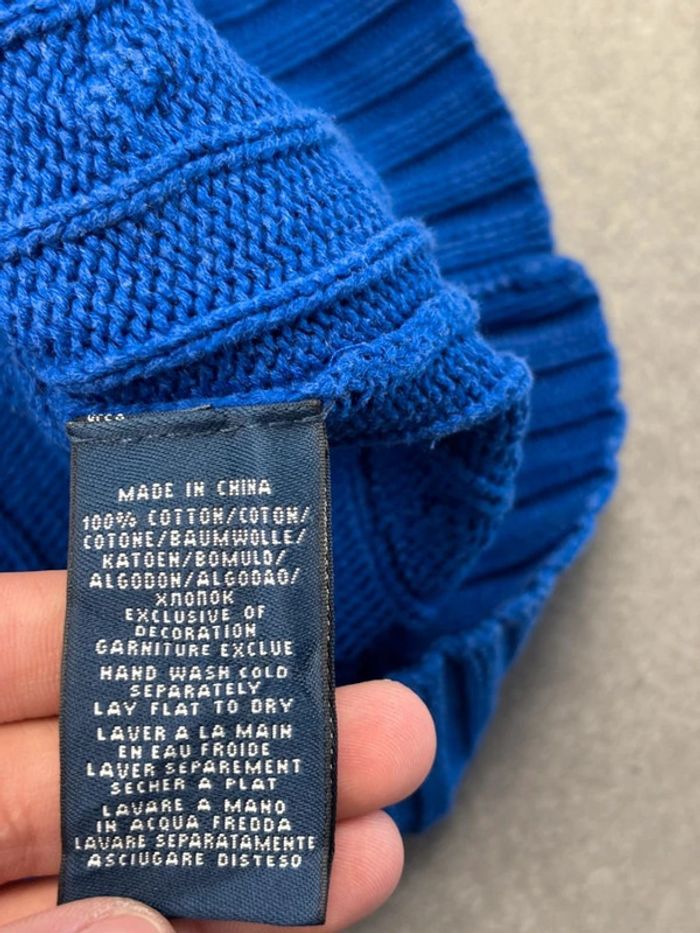 MADE IN CHINA
100% COTTON/COTON/
COTONE/BAUMWOLLE/
KATOEN/BOMULD/
ALGODON/ALGODAO/
ХЛОПОК
EXCLUSIVE OF
DECORATION
GARNITURE EXCLUE
HAND WASH COLD
SEPARATELY
LAY FLAT TO DRY
LAVER A LA MAIN
EN EAU FROIDE
LAVER SEPAREMENT
SECHER A PLAT
LAVARE A MANO
IN ACQUA FREDDA
LAVARE SEPARATAMENTE
ASCIUGARE DISTESO